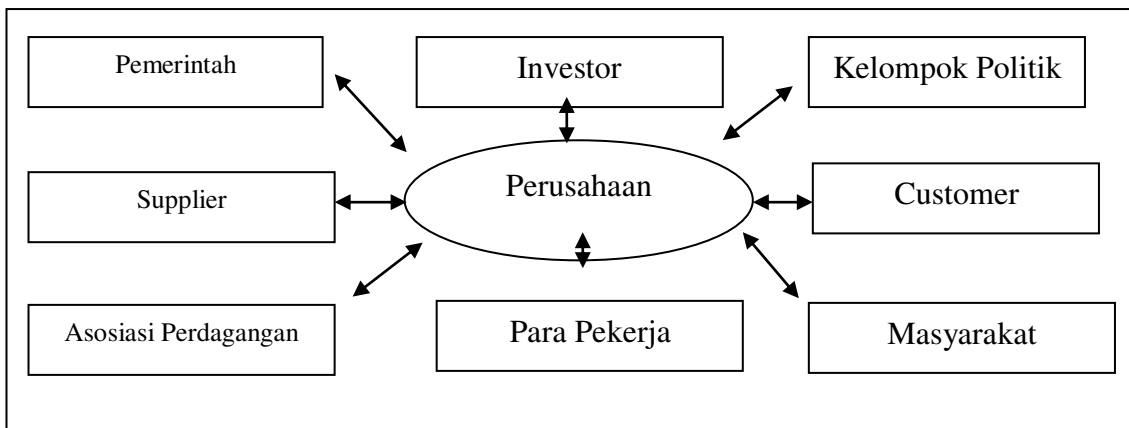 Pemerintah
Investor
Kelompok Politik
Supplier
Perusahaan
Customer
Asosiasi Perdagangan
Para Pekerja
Masyarakat